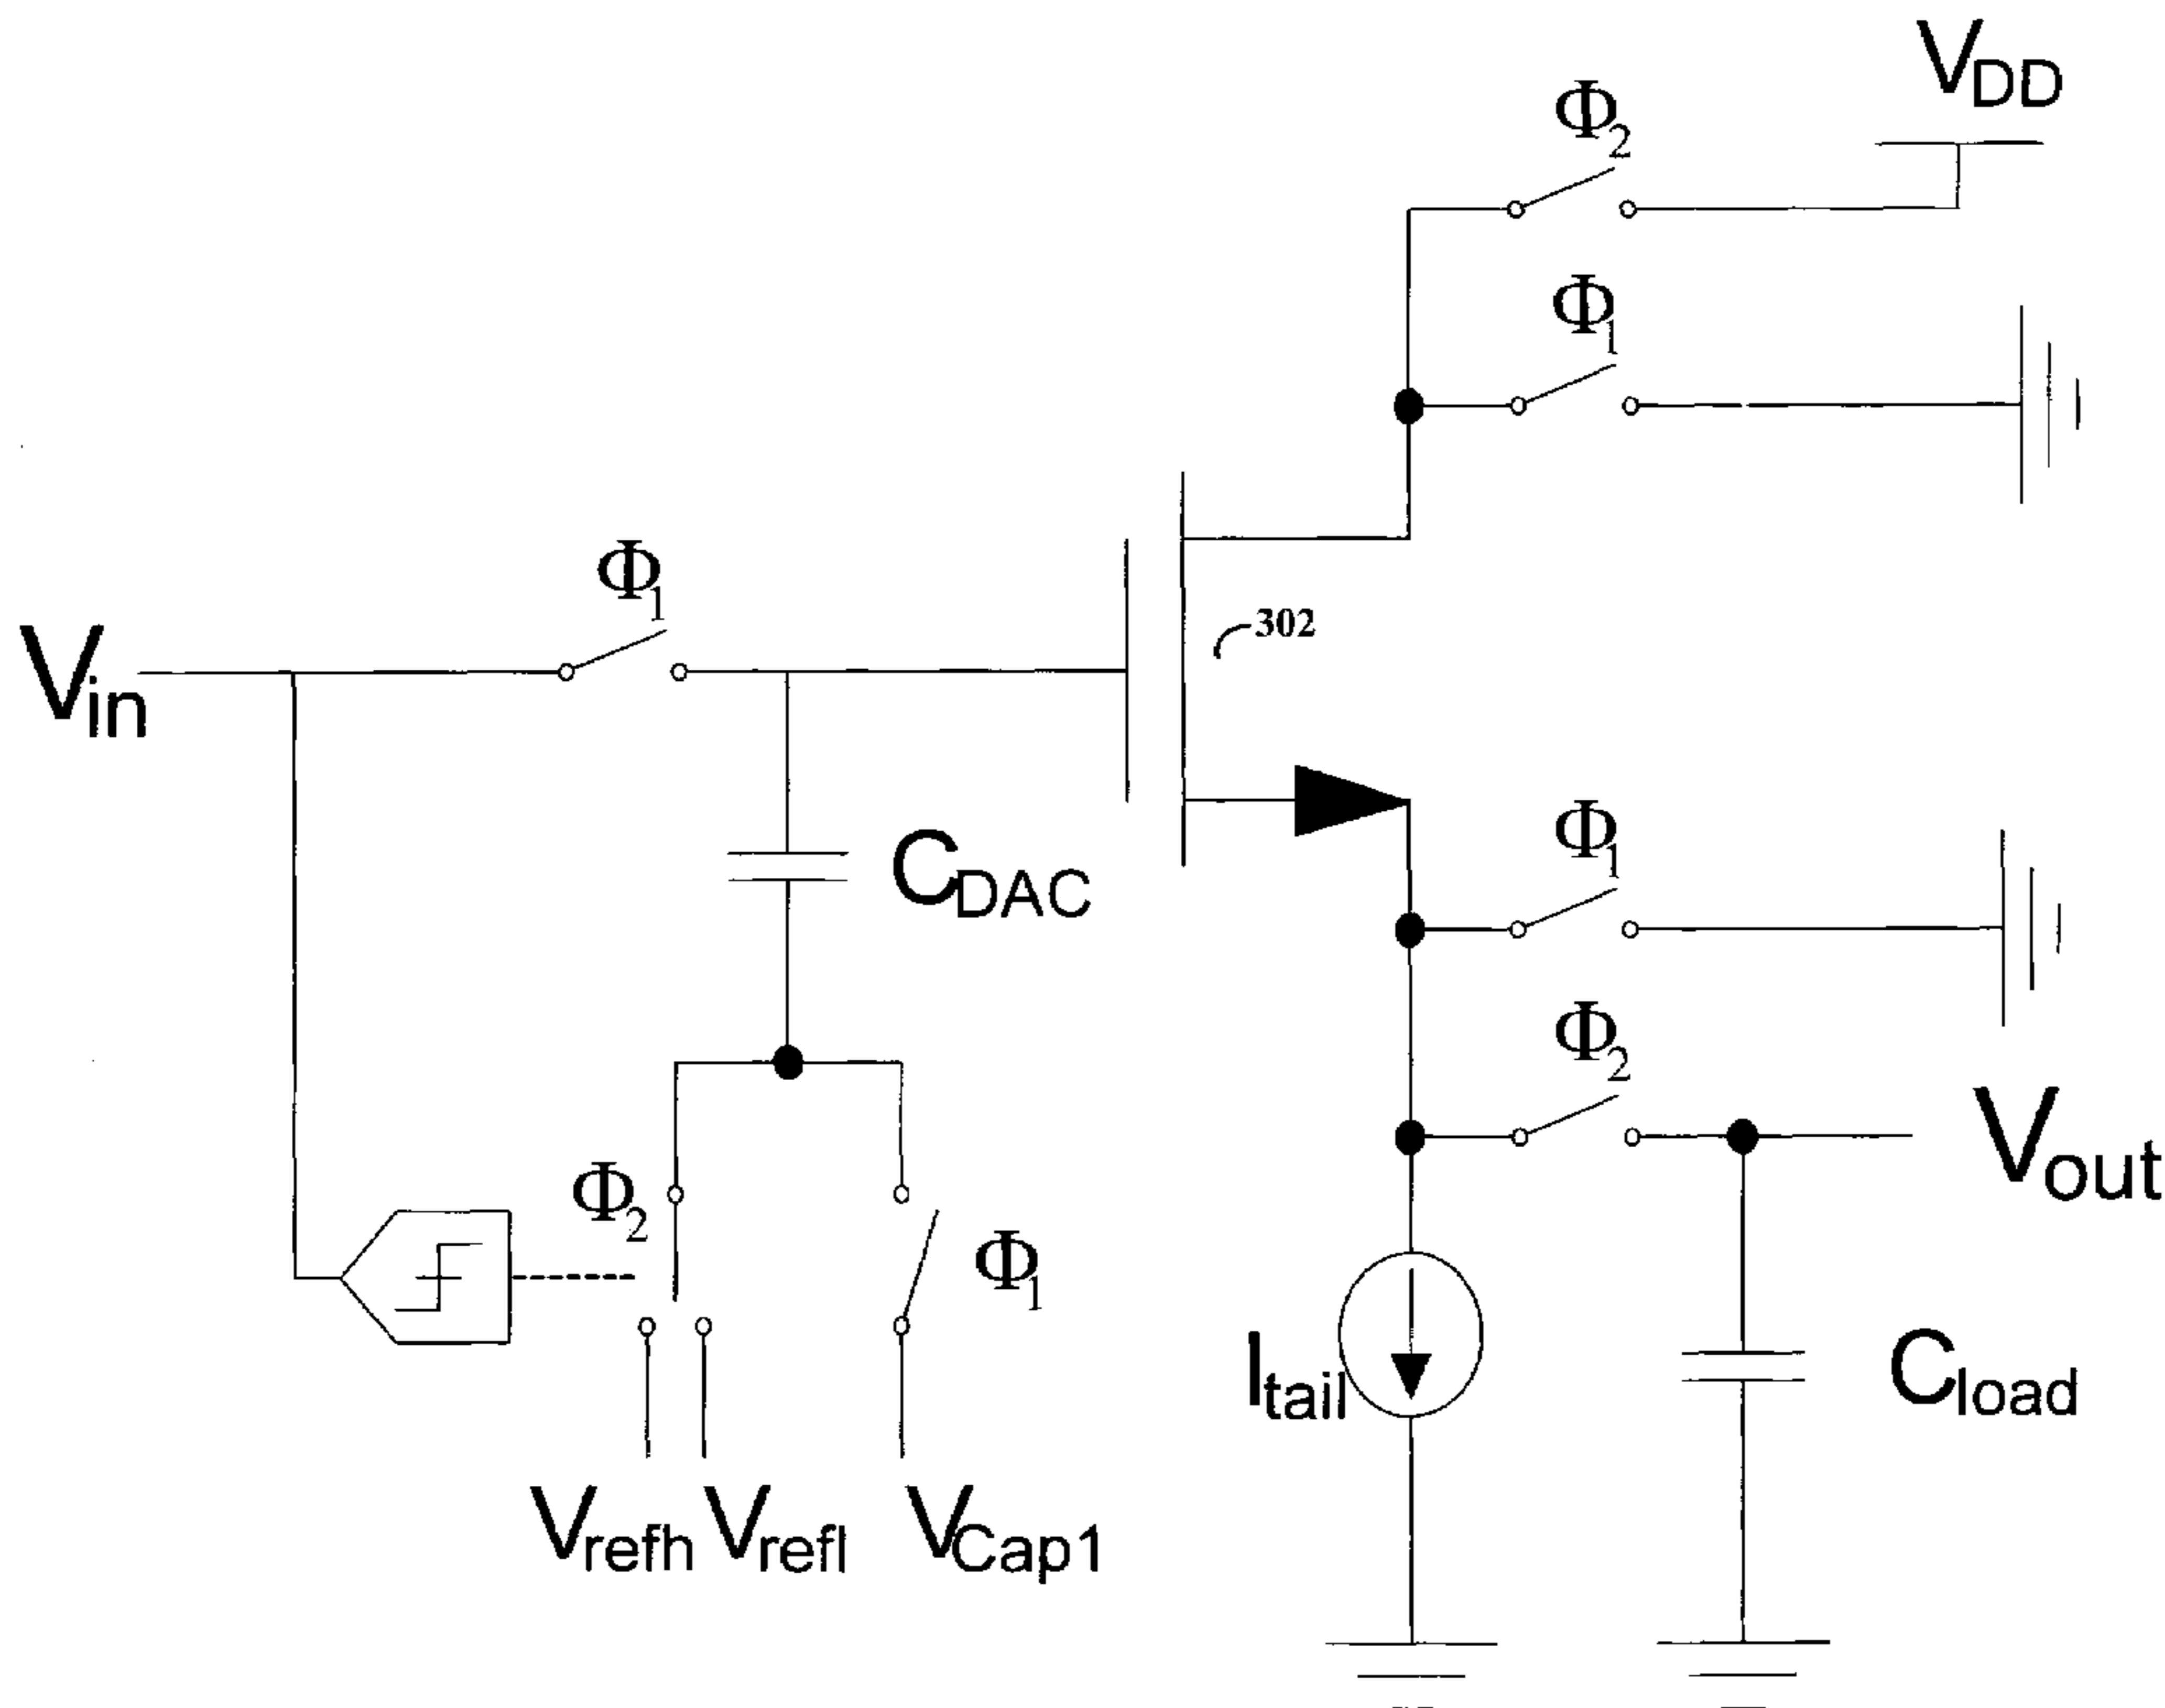 VDD
Φ2
Φ1
Φ1
302
Vin
Φ1
CDAC
Φ2
Vout
Φ2
Φ1
Itail
Cload
Vrefh
Vrefl
VCap1